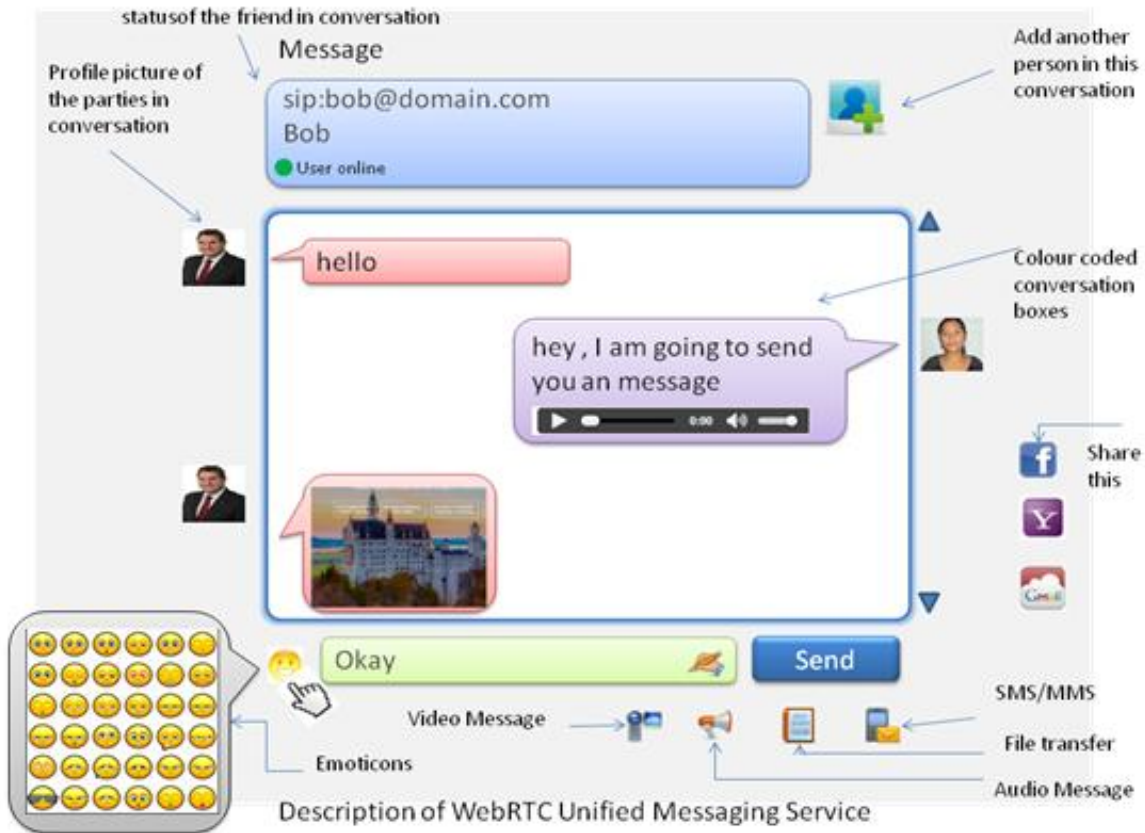 statusof the friend in conversation
Message
Add another
person in this
conversation
Profile picture of
the parties in
conversation
sip:bob@domain.com
Bob
User online
hello
Colour coded
conversation
boxes
hey , I am going to send
you an message
0:00
f
Share
this
Y
Gmail
Okay
Send
SMS/MMS
Video Message
File transfer
Emoticons
Audio Message
Description of WebRTC Unified Messaging Service